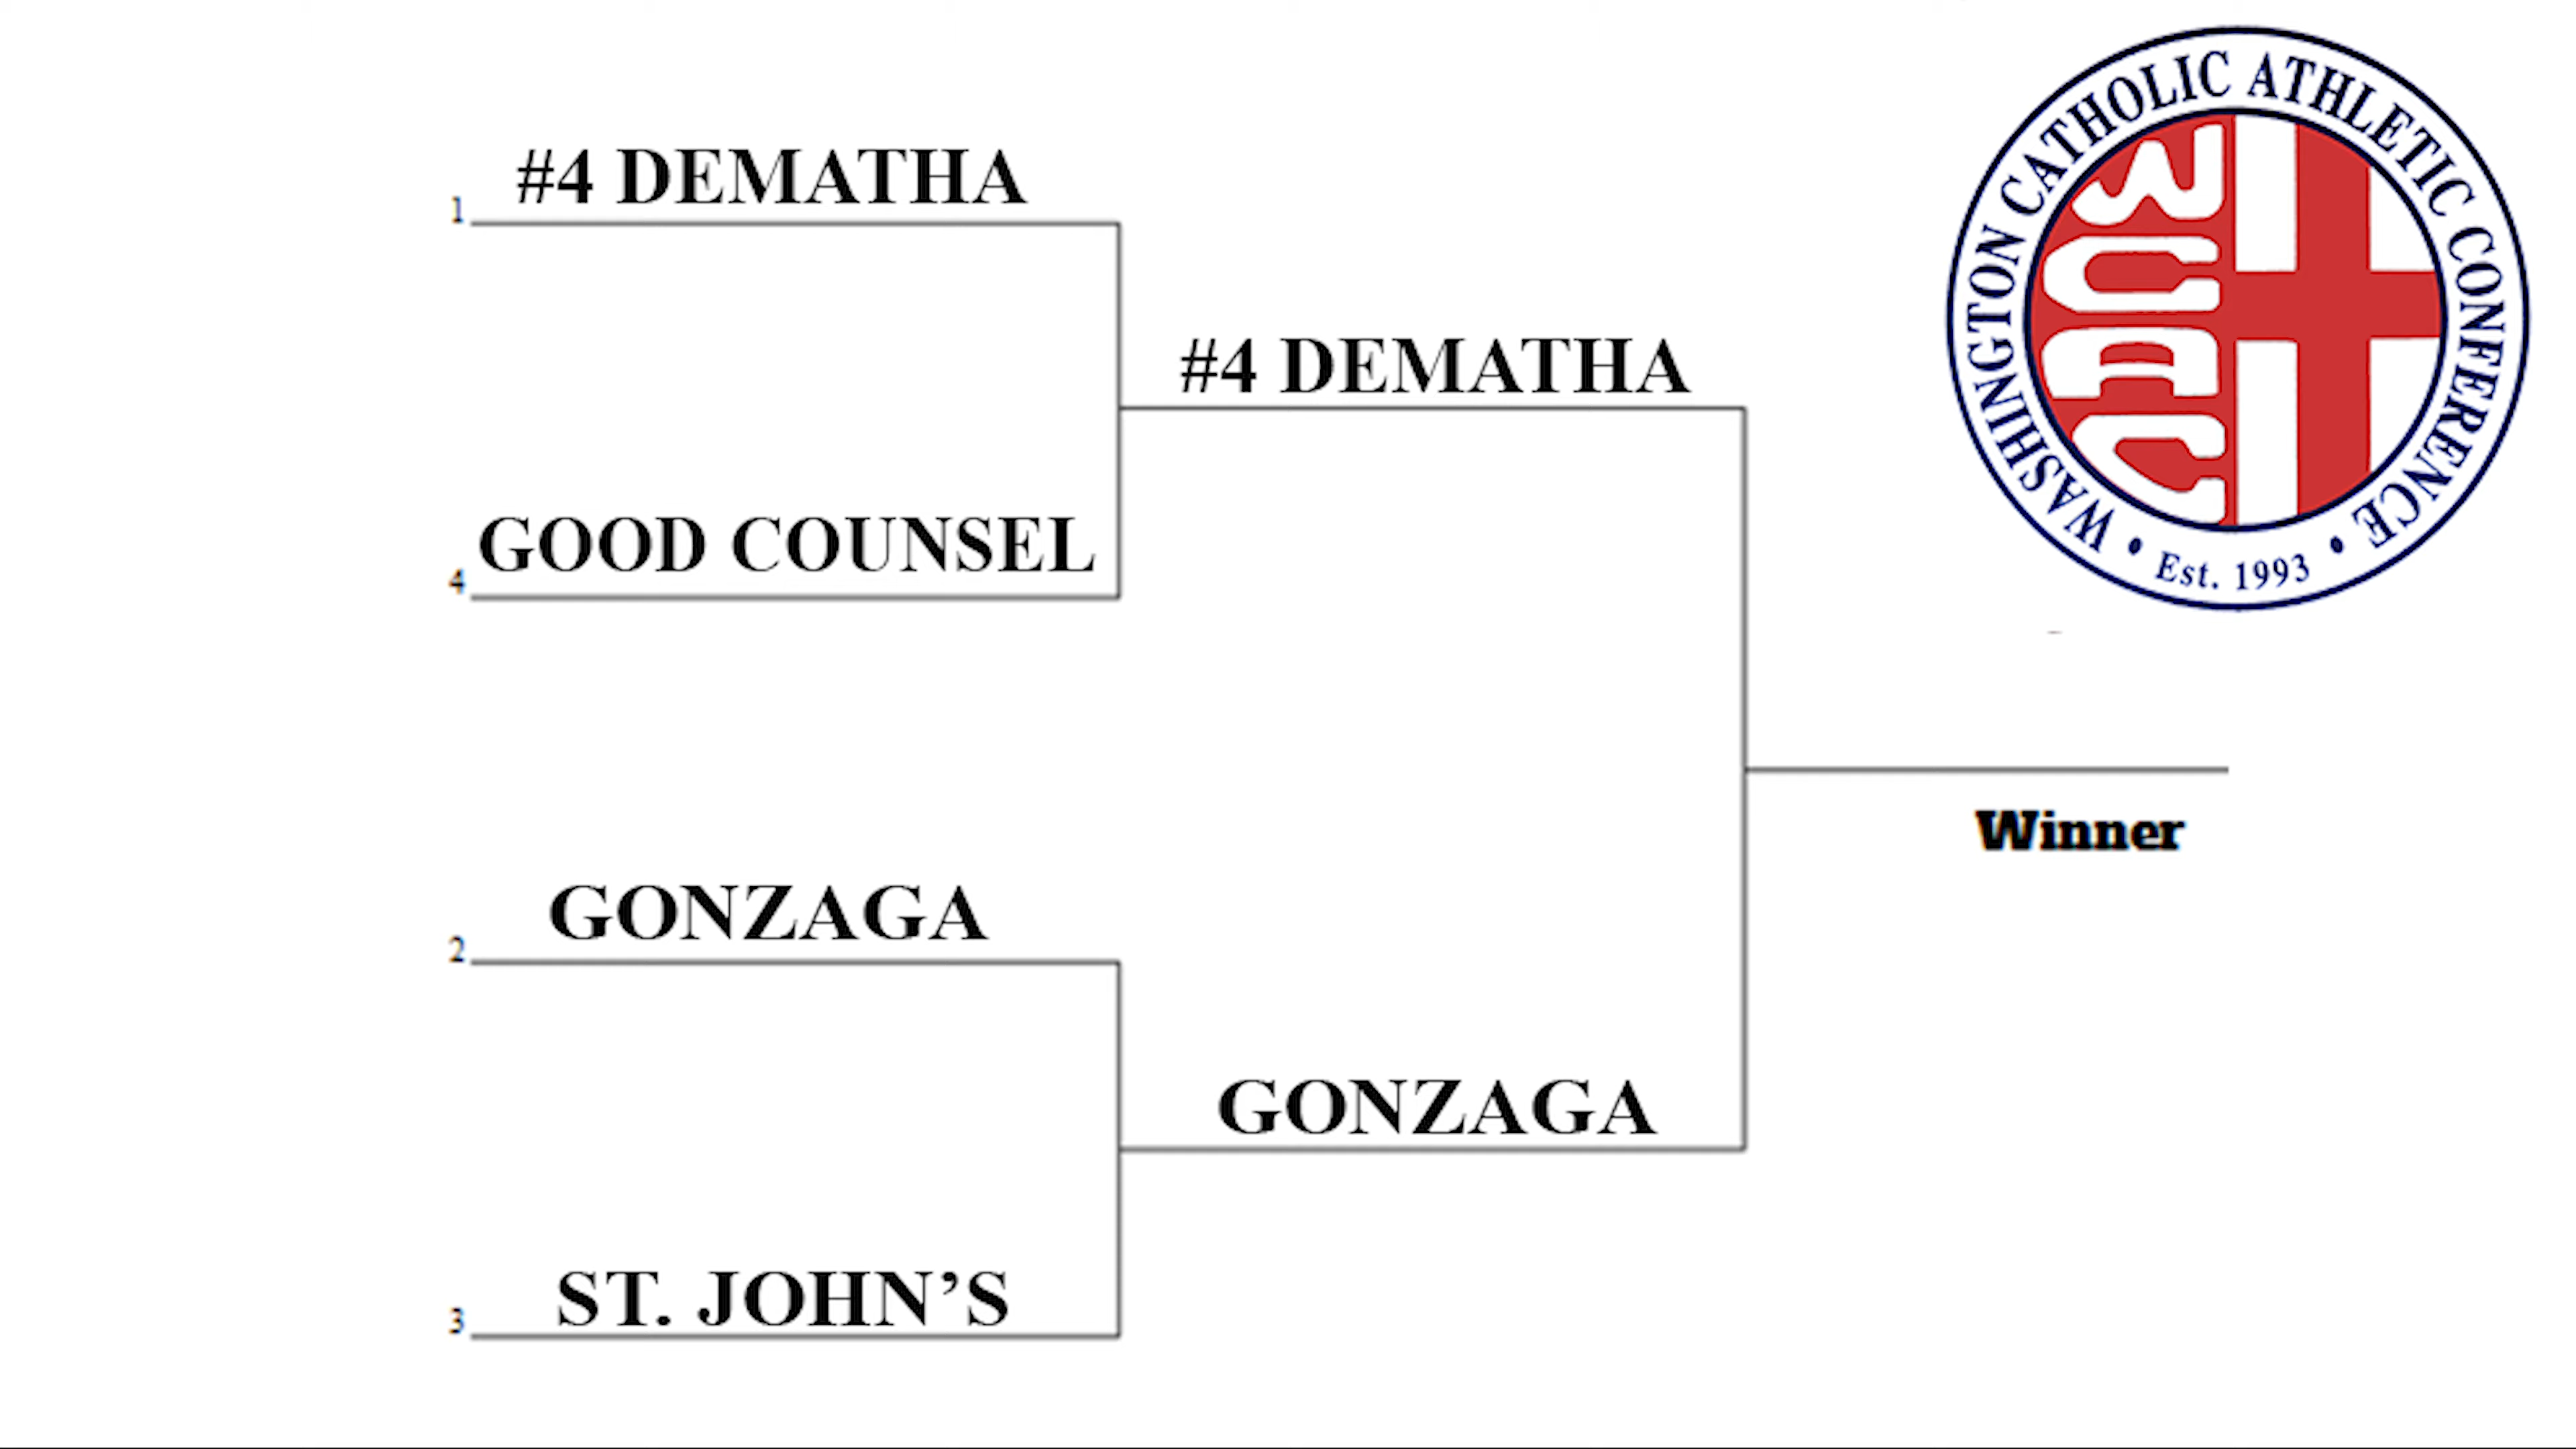 WASHINGTON CATHOLIC ATHLETIC CONFERENCE
WCAC
• Est. 1993 •
1 #4 DEMATHA
#4 DEMATHA
4 GOOD COUNSEL
Winner
2 GONZAGA
GONZAGA
3 ST. JOHN’S